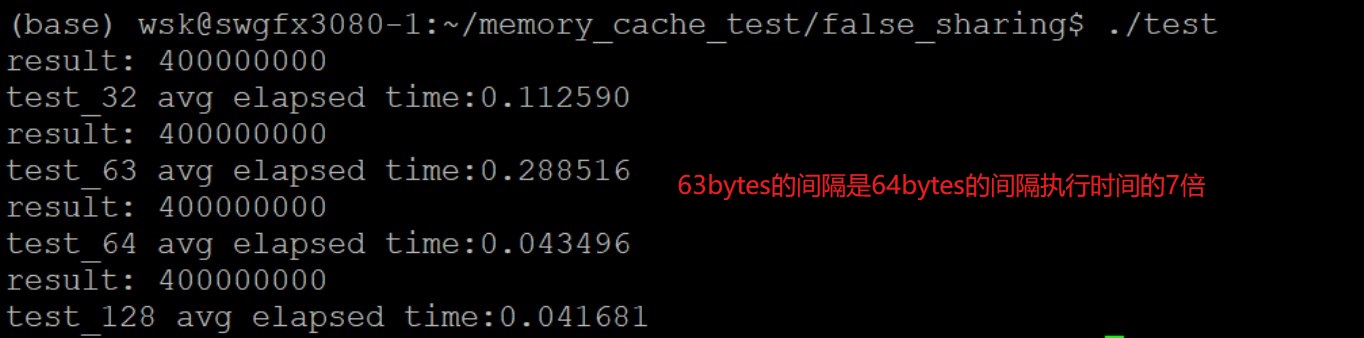 (base) wsk@swgfx3080-1:~/memory_cache_test/false_sharing$ ./test
result: 400000000
test_32 avg elapsed time:0.112590
result: 400000000
test_63 avg elapsed time:0.288516
63bytes的间隔是64bytes的间隔执行时间的7倍
result: 400000000
test_64 avg elapsed time:0.043496
result: 400000000
test_128 avg elapsed time:0.041681